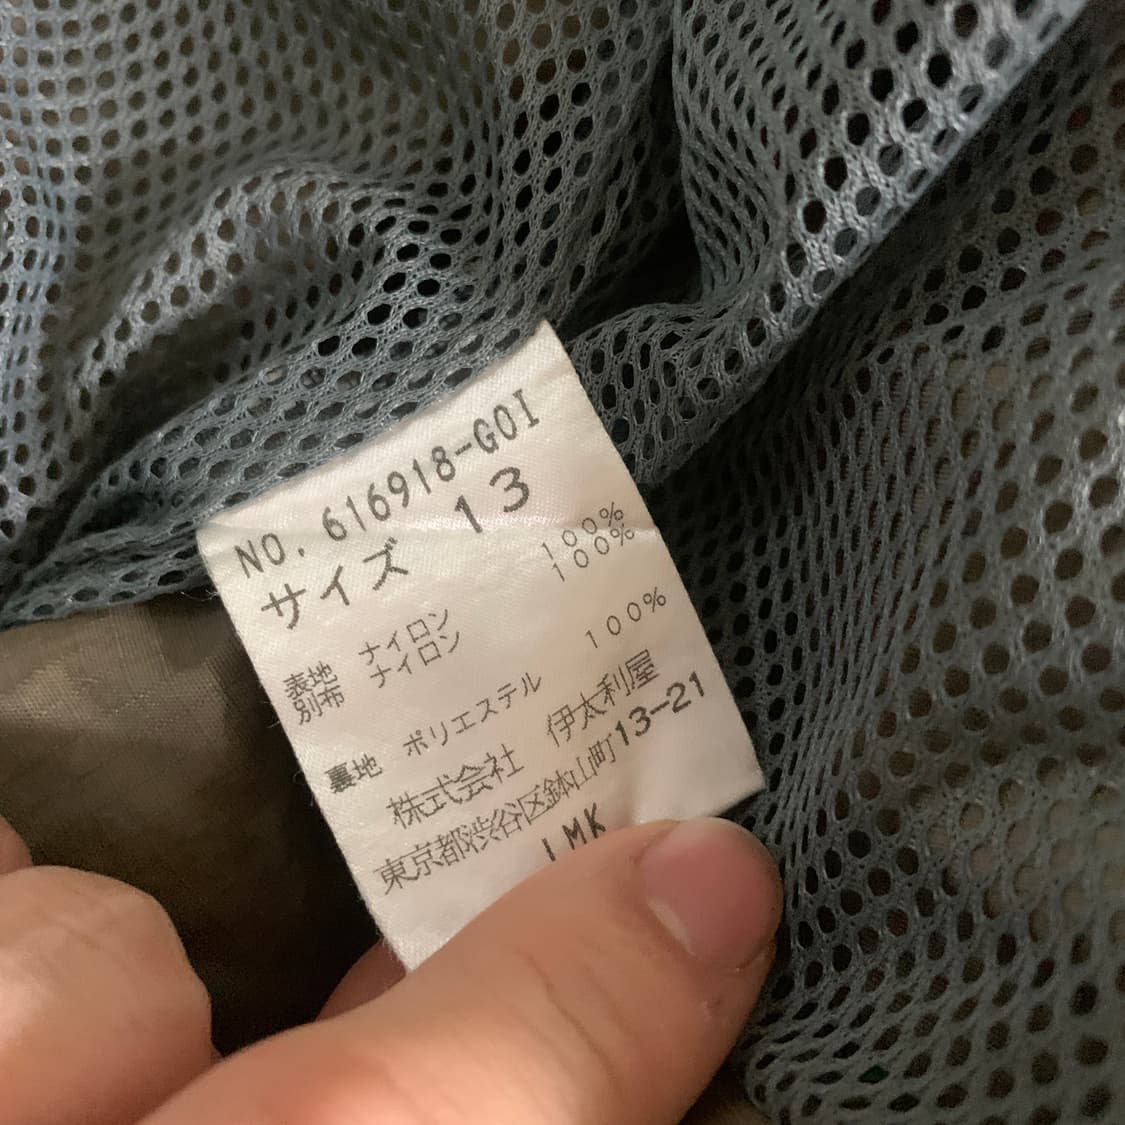 NO. 616918-G01
サイズ 13
表地 ナイロン 100%
別布 ナイロン 100%
裏地 ポリエステル 100%
株式会社 伊太利屋
東京都渋谷区鉢山町13-21
LMK